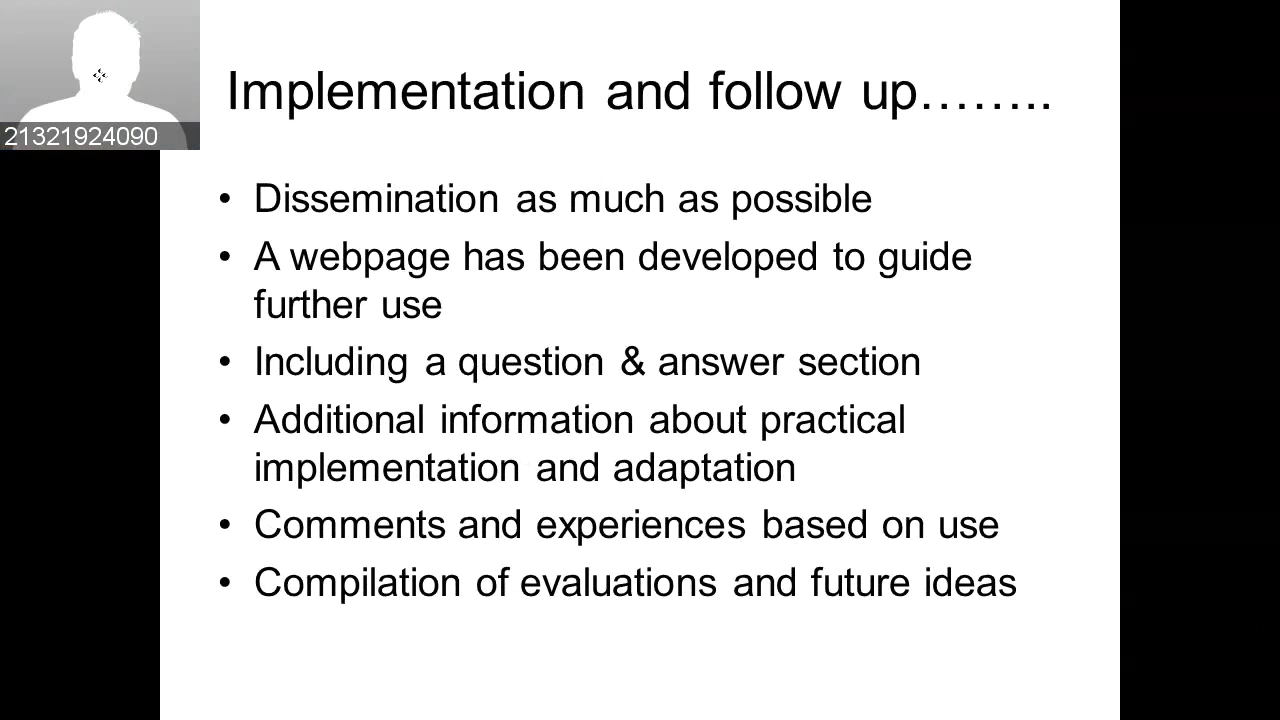 21321924090
Implementation and follow up……..
• Dissemination as much as possible
• A webpage has been developed to guide
further use
• Including a question & answer section
• Additional information about practical
implementation and adaptation
• Comments and experiences based on use
• Compilation of evaluations and future ideas